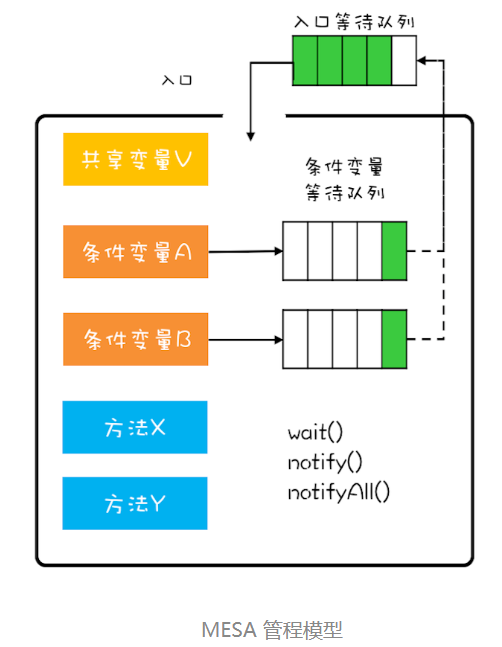 入口等待队列
入口
共享变量V
条件变量
等待队列
条件变量A
条件变量B
方法X
wait()
notify()
notifyAll()
方法Y
MESA 管程模型